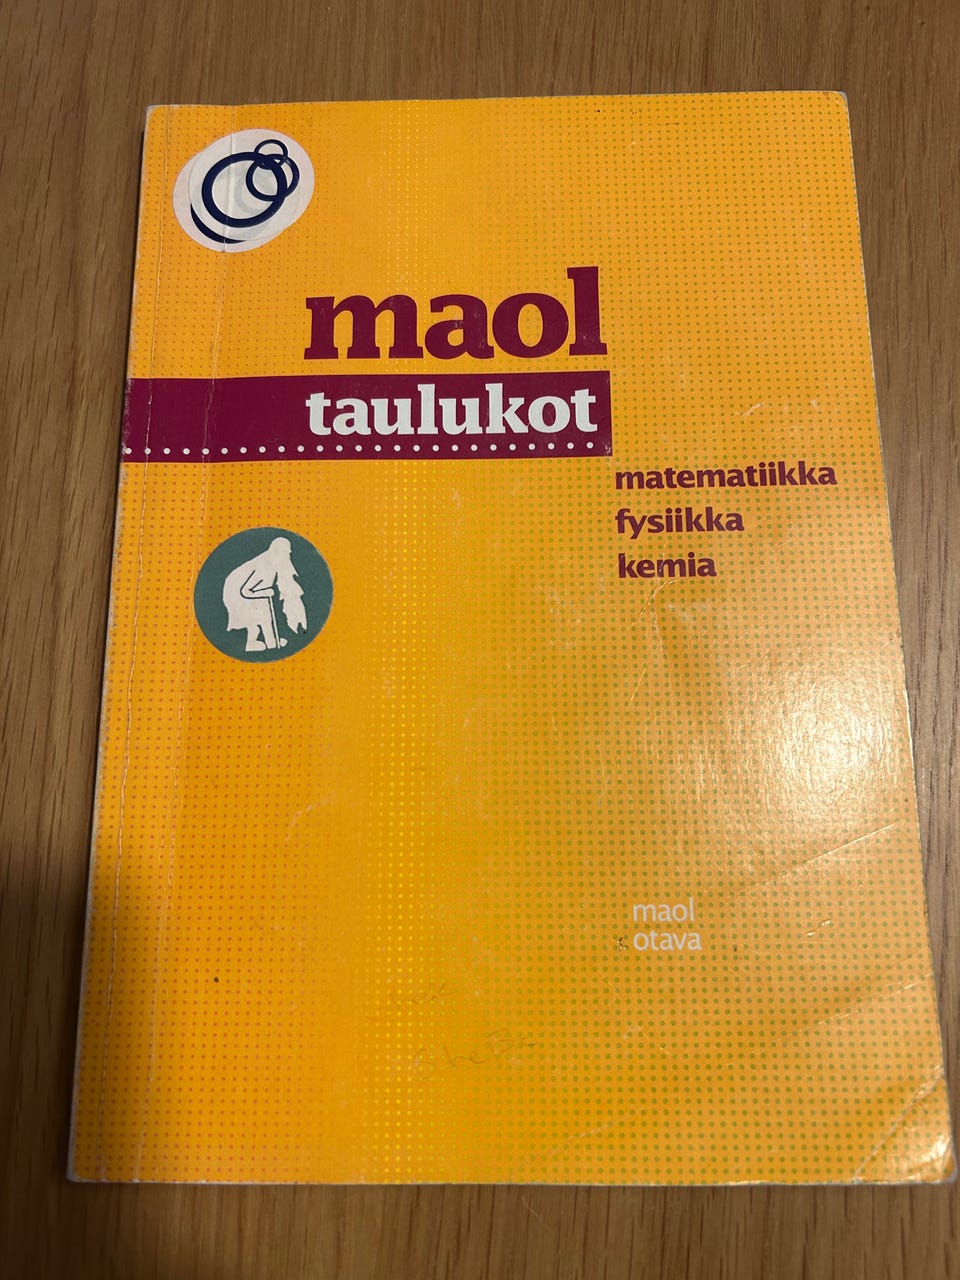 maol
taulukot
matematiikka
fysiikka
kemia
maol
otava